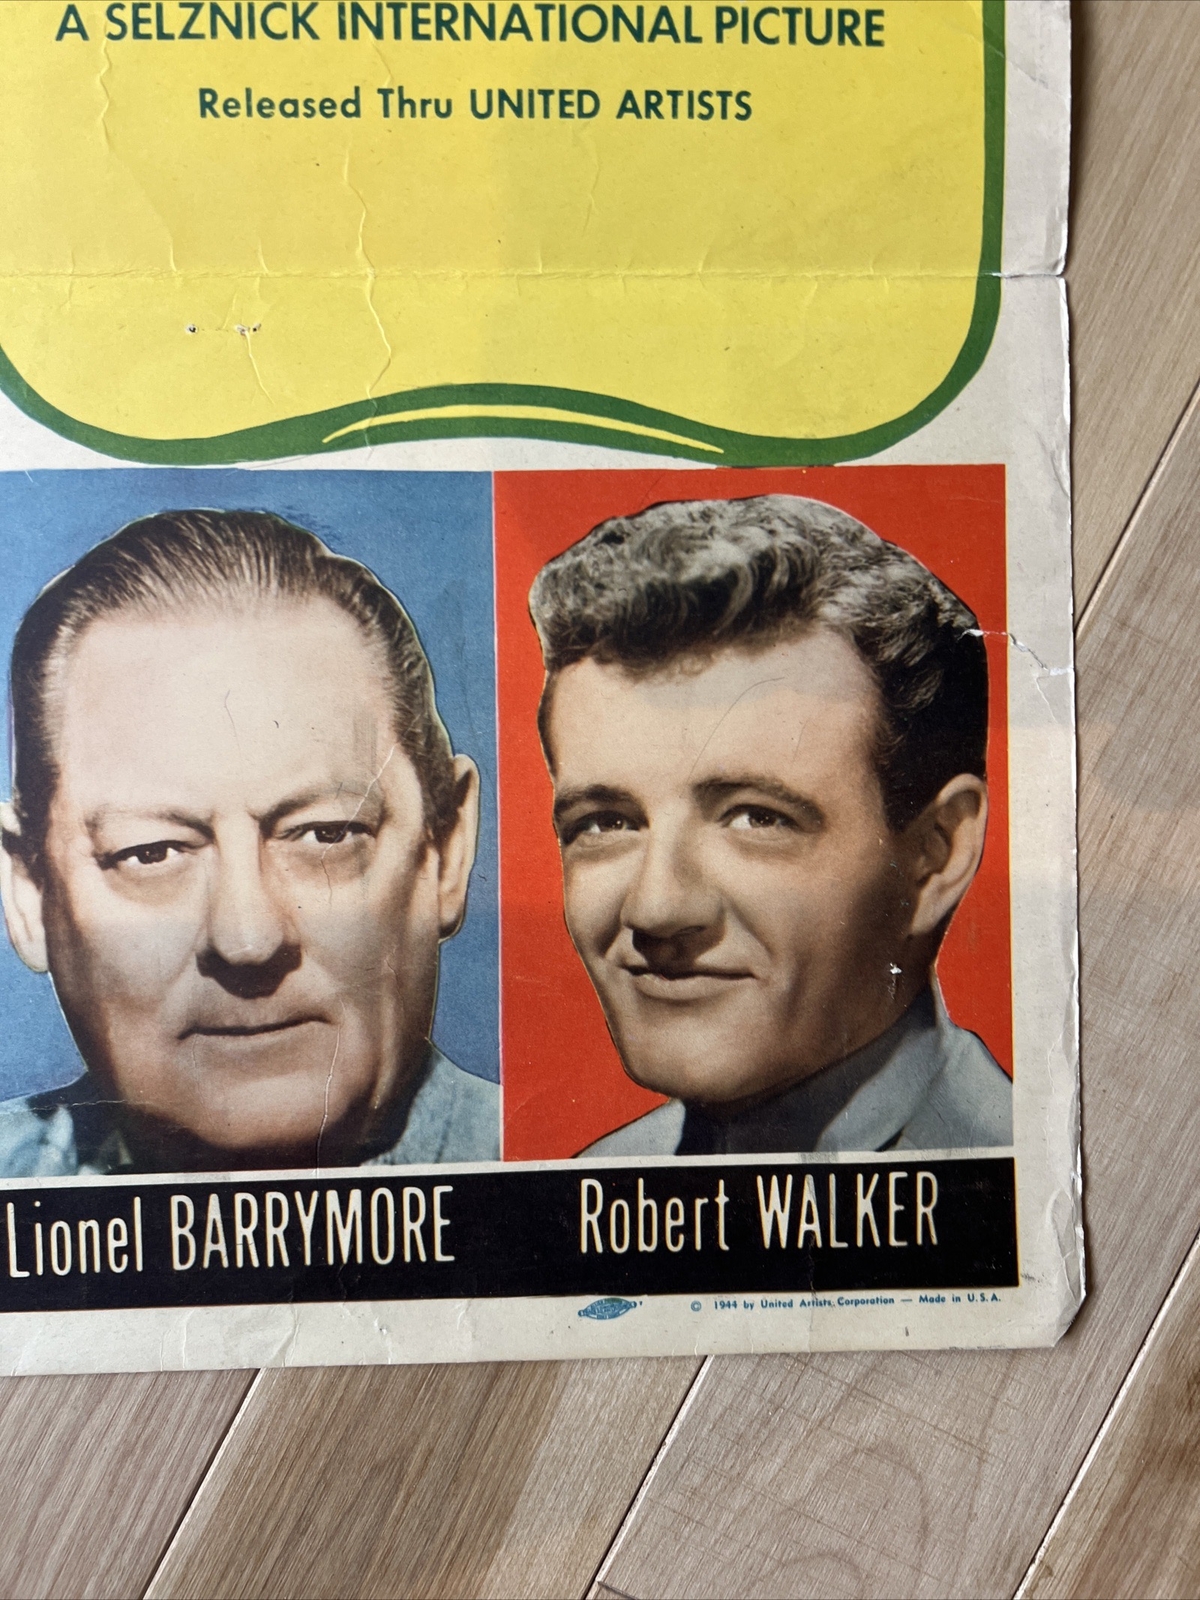 A SELZNICK INTERNATIONAL PICTURE
Released Thru UNITED ARTISTS
Lionel BARRYMORE
Robert WALKER
© 1944 by United Artists Corporation — Made in U.S.A.